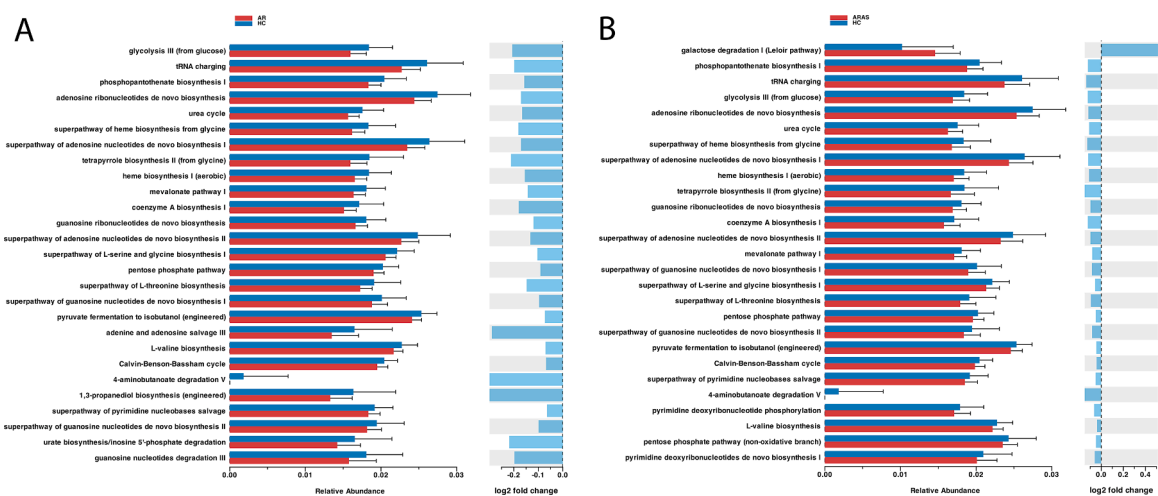 A
AR
HC
glycolysis III (from glucose)
tRNA charging
phosphopantothenate biosynthesis I
adenosine ribonucleotides de novo biosynthesis
urea cycle
superpathway of heme biosynthesis from glycine
superpathway of adenosine nucleotides de novo biosynthesis I
tetrapyrrole biosynthesis II (from glycine)
heme biosynthesis I (aerobic)
mevalonate pathway I
coenzyme A biosynthesis I
guanosine ribonucleotides de novo biosynthesis
superpathway of adenosine nucleotides de novo biosynthesis II
superpathway of L-serine and glycine biosynthesis I
pentose phosphate pathway
superpathway of L-threonine biosynthesis
superpathway of guanosine nucleotides de novo biosynthesis I
pyruvate fermentation to isobutanol (engineered)
adenine and adenosine salvage III
L-valine biosynthesis
Calvin-Benson-Bassham cycle
4-aminobutanoate degradation V
1,3-propanediol biosynthesis (engineered)
superpathway of pyrimidine nucleobases salvage
superpathway of guanosine nucleotides de novo biosynthesis II
urate biosynthesis/inosine 5'-phosphate degradation
guanosine nucleotides degradation III
0.00 0.01 0.02 0.03
Relative Abundance
-0.2 -0.1 0.0
log2 fold change
B
ARAS
HC
galactose degradation I (Leloir pathway)
phosphopantothenate biosynthesis I
tRNA charging
glycolysis III (from glucose)
adenosine ribonucleotides de novo biosynthesis
urea cycle
superpathway of heme biosynthesis from glycine
superpathway of adenosine nucleotides de novo biosynthesis I
heme biosynthesis I (aerobic)
tetrapyrrole biosynthesis II (from glycine)
guanosine ribonucleotides de novo biosynthesis
coenzyme A biosynthesis I
superpathway of adenosine nucleotides de novo biosynthesis II
mevalonate pathway I
superpathway of guanosine nucleotides de novo biosynthesis I
superpathway of L-serine and glycine biosynthesis I
superpathway of L-threonine biosynthesis
pentose phosphate pathway
superpathway of guanosine nucleotides de novo biosynthesis II
pyruvate fermentation to isobutanol (engineered)
Calvin-Benson-Bassham cycle
superpathway of pyrimidine nucleobases salvage
4-aminobutanoate degradation V
pyrimidine deoxyribonucleotide phosphorylation
L-valine biosynthesis
pentose phosphate pathway (non-oxidative branch)
pyrimidine deoxyribonucleotides de novo biosynthesis I
0.00 0.01 0.02 0.03
Relative Abundance
0.0 0.2 0.4
log2 fold change